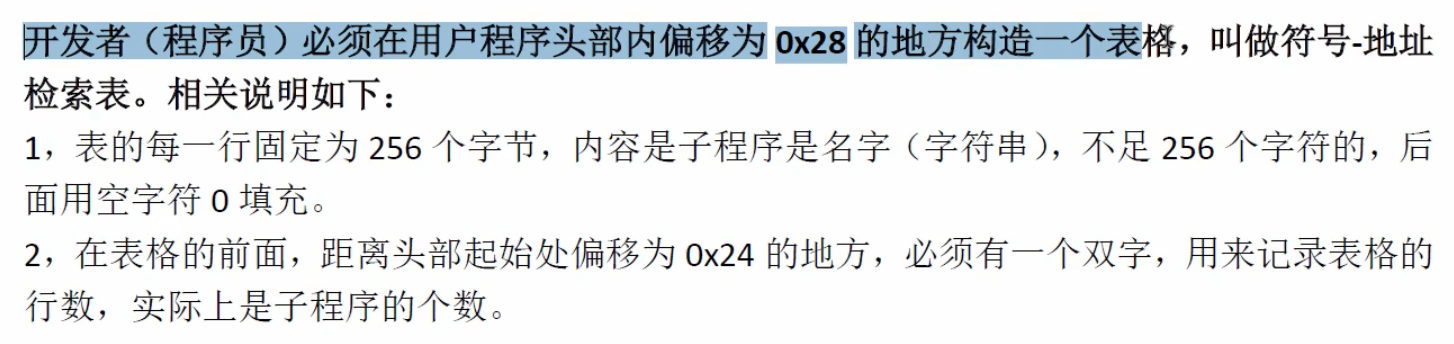 开发者（程序员）必须在用户程序头部内偏移为 0x28 的地方构造一个表格，叫做符号-地址
检索表。相关说明如下：
1，表的每一行固定为 256 个字节，内容是子程序是名字（字符串），不足 256 个字符的，后
面用空字符 0 填充。
2，在表格的前面，距离头部起始处偏移为 0x24 的地方，必须有一个双字，用来记录表格的
行数，实际上是子程序的个数。